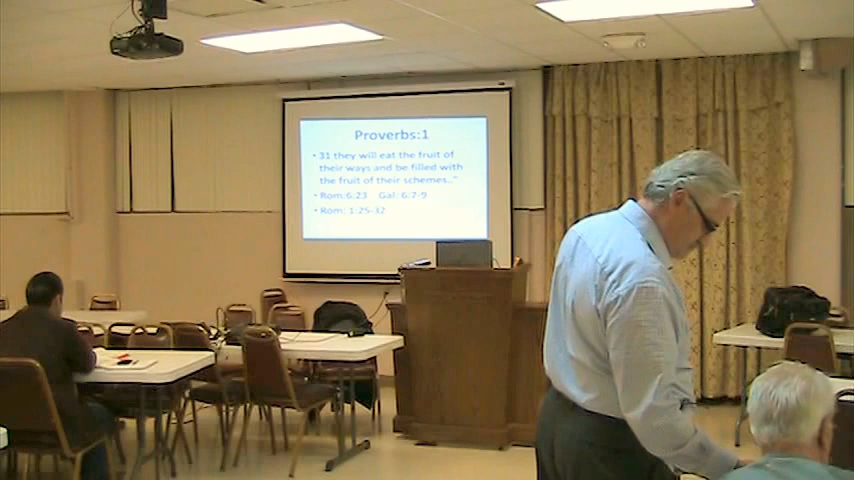 Proverbs:1
• 31 they will eat the fruit of
their ways and be filled with
the fruit of their schemes.."
• Rom:6:23 Gal: 6:7-9
• Rom: 1:25-32